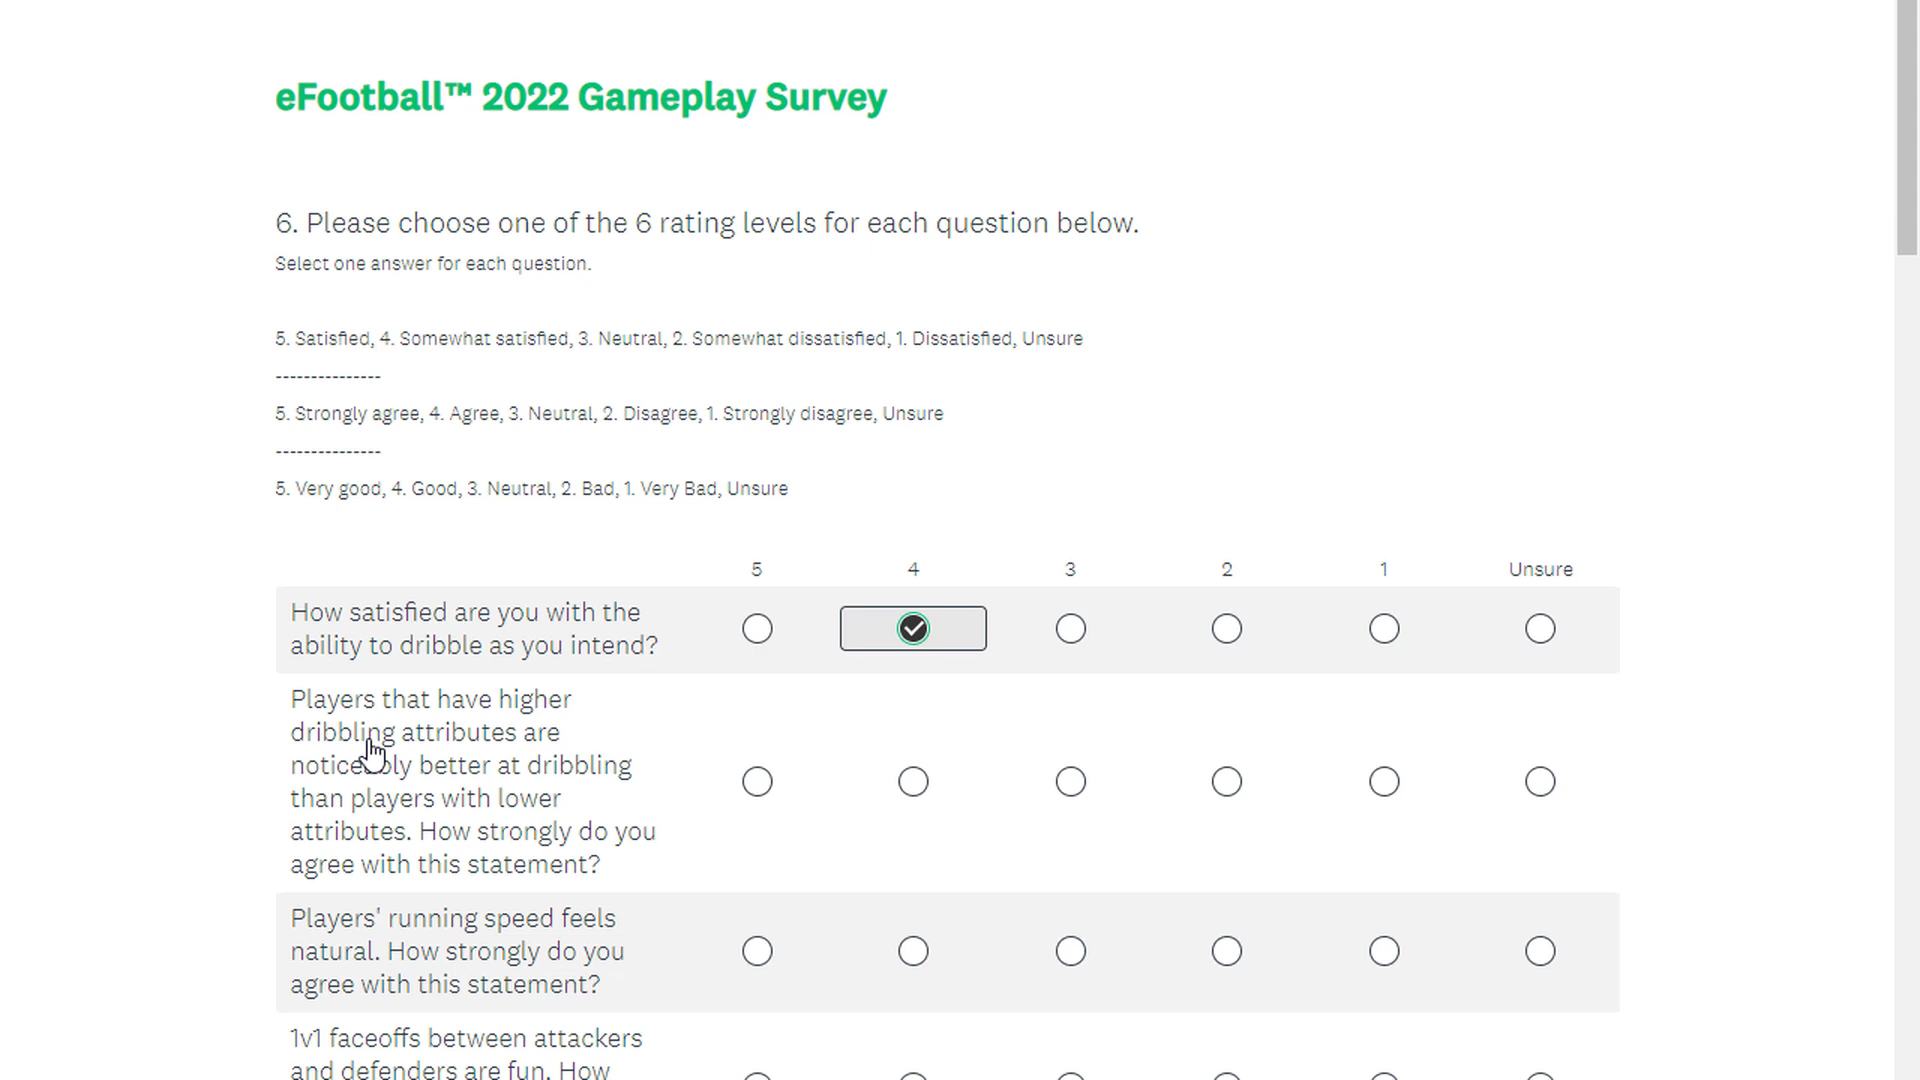 eFootball™ 2022 Gameplay Survey
6. Please choose one of the 6 rating levels for each question below.
Select one answer for each question.
5. Satisfied, 4. Somewhat satisfied, 3. Neutral, 2. Somewhat dissatisfied, 1. Dissatisfied, Unsure
---------------
5. Strongly agree, 4. Agree, 3. Neutral, 2. Disagree, 1. Strongly disagree, Unsure
---------------
5. Very good, 4. Good, 3. Neutral, 2. Bad, 1. Very Bad, Unsure
5 4 3 2 1 Unsure
How satisfied are you with the
ability to dribble as you intend?
Players that have higher
dribbling attributes are
noticeably better at dribbling
than players with lower
attributes. How strongly do you
agree with this statement?
Players' running speed feels
natural. How strongly do you
agree with this statement?
1v1 faceoffs between attackers
and defenders are fun. How